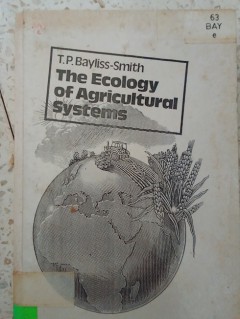 63
BAY
e
T.P. Bayliss-Smith
The Ecology
of Agricultural
Systems